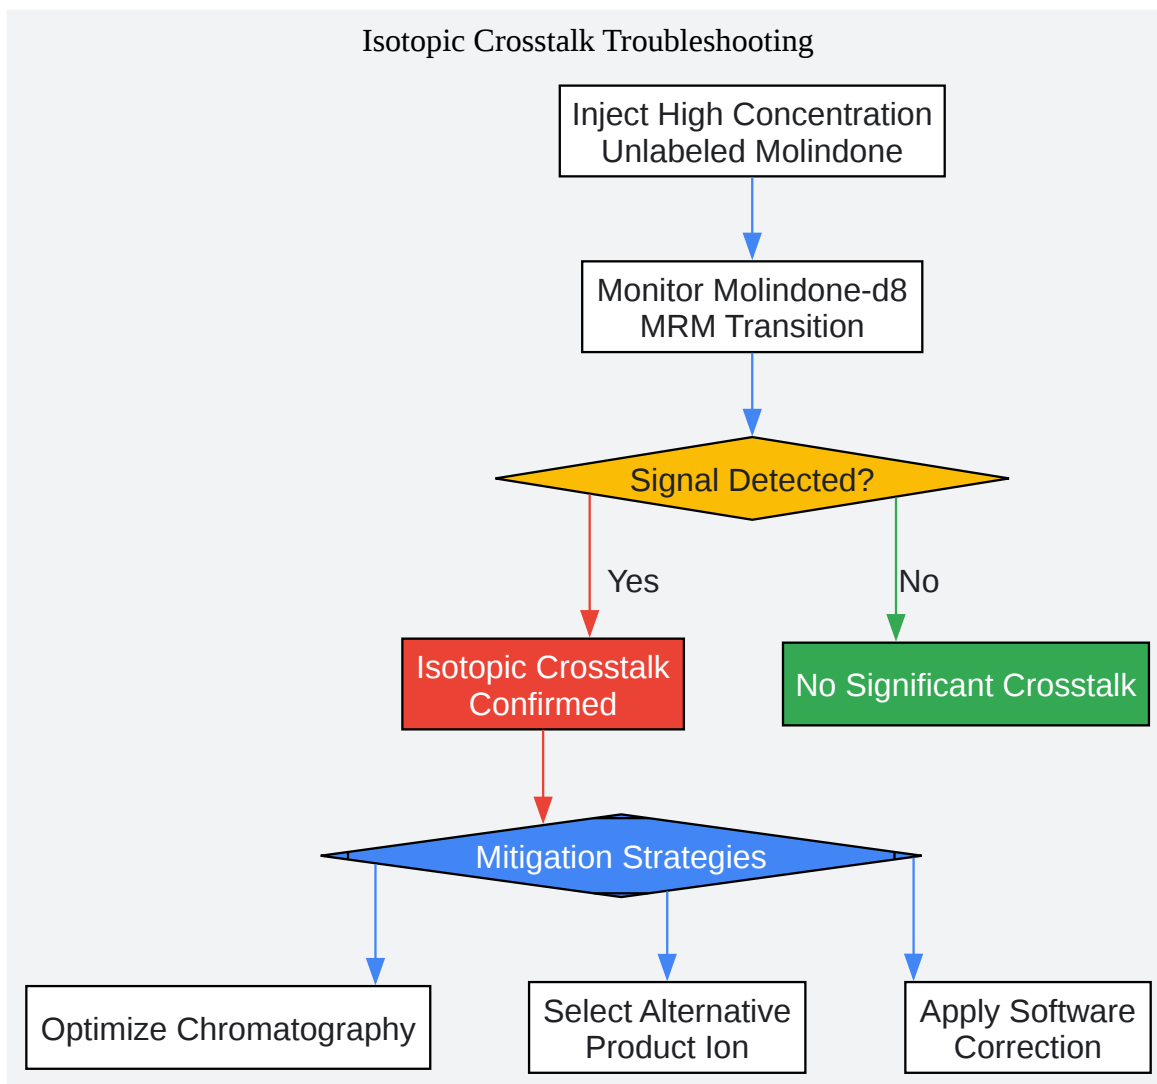 Isotopic Crosstalk Troubleshooting
Inject High Concentration
Unlabeled Molindone
Monitor Molindone-d8
MRM Transition
Signal Detected?
Yes
No
Isotopic Crosstalk
Confirmed
No Significant Crosstalk
Mitigation Strategies
Optimize Chromatography
Select Alternative
Product Ion
Apply Software
Correction